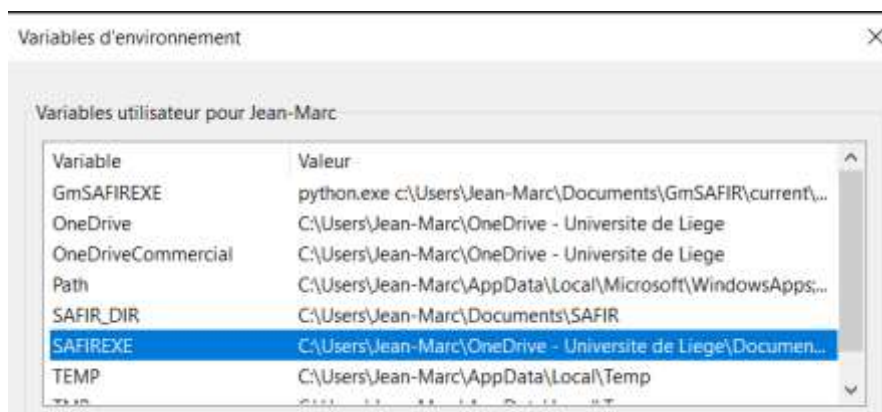 Variables d'environnement
Variables utilisateur pour Jean-Marc
Variable Valeur
GmSAFIREXE python.exe c:\Users\Jean-Marc\Documents\GmSAFIR\current\...
OneDrive C:\Users\Jean-Marc\OneDrive - Universite de Liege
OneDriveCommercial C:\Users\Jean-Marc\OneDrive - Universite de Liege
Path C:\Users\Jean-Marc\AppData\Local\Microsoft\WindowsApps;...
SAFIR_DIR C:\Users\Jean-Marc\Documents\SAFIR
SAFIREXE C:\Users\Jean-Marc\OneDrive - Universite de Liege\Documen...
TEMP C:\Users\Jean-Marc\AppData\Local\Temp